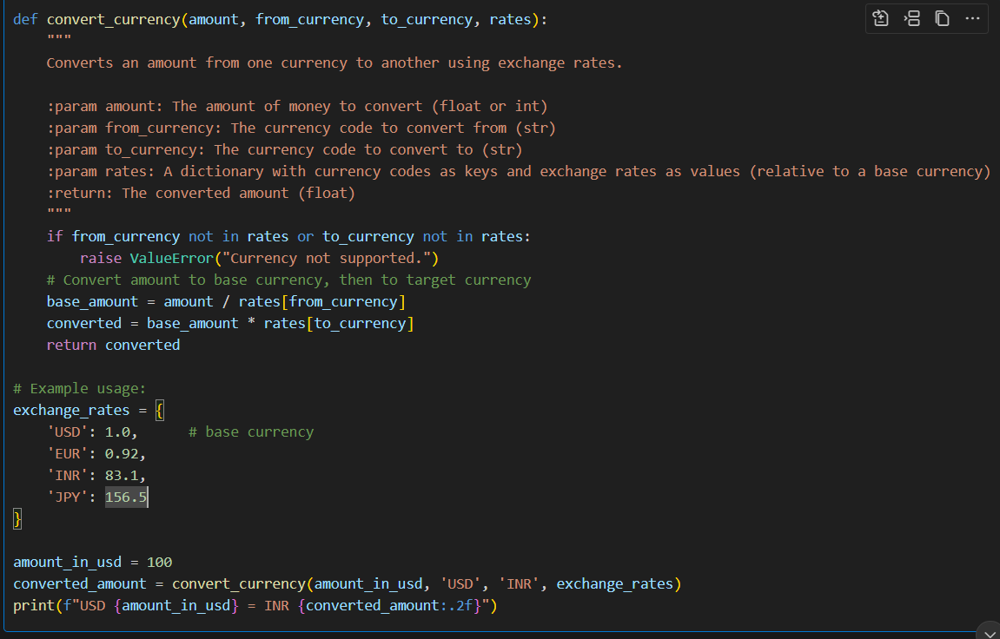 def convert_currency(amount, from_currency, to_currency, rates):
    """
    Converts an amount from one currency to another using exchange rates.

    :param amount: The amount of money to convert (float or int)
    :param from_currency: The currency code to convert from (str)
    :param to_currency: The currency code to convert to (str)
    :param rates: A dictionary with currency codes as keys and exchange rates as values (relative to a base currency)
    :return: The converted amount (float)
    """
    if from_currency not in rates or to_currency not in rates:
        raise ValueError("Currency not supported.")
    # Convert amount to base currency, then to target currency
    base_amount = amount / rates[from_currency]
    converted = base_amount * rates[to_currency]
    return converted

# Example usage:
exchange_rates = {
    'USD': 1.0,      # base currency
    'EUR': 0.92,
    'INR': 83.1,
    'JPY': 156.5
}

amount_in_usd = 100
converted_amount = convert_currency(amount_in_usd, 'USD', 'INR', exchange_rates)
print(f"USD {amount_in_usd} = INR {converted_amount:.2f}")